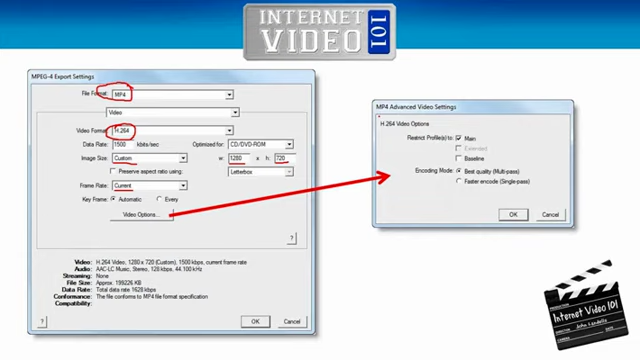 INTERNET
VIDEO 101
MPEG-4 Export Settings
File Format: MP4
Video
Video Format: H.264
Data Rate: 1500 kbits/sec Optimized for: CD/DVD-ROM
Image Size: Custom w: 1280 x h: 720
Preserve aspect ratio using: Letterbox
Frame Rate: Current
Key Frame: Automatic Every
Video Options...
?
Video: H.264 Video, 1280 x 720 (Custom), 1500 kbps, current frame rate
Audio: AAC-LC Music, Stereo, 128 kbps, 44.100 kHz
Streaming: None
File Size: Approx. 199226 KB
Data Rate: Total data rate 1628 kbps
Conformance: The file conforms to MP4 file format specification
Compatibility:
? OK Cancel
MP4 Advanced Video Settings
H.264 Video Options
Restrict Profile(s) to: Main
Extended
Baseline
Encoding Mode: Best quality (Multi-pass)
Faster encode (Single-pass)
OK Cancel
PRODUCTION
Internet Video 101
DIRECTOR
CAMERA
DATE SCENE TAKE